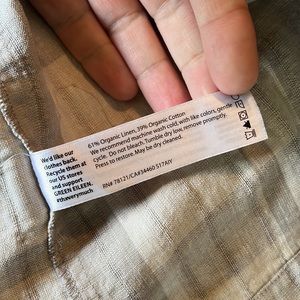 We'd like our
clothes back.
Recycle them at
our US stores
and support
GREEN EILEEN.
#theverymuch
61% Organic Linen, 39% Organic Cotton
We recommend machine wash cold, with like colors, gentle
cycle. Do not bleach. Tumble dry low, remove promptly.
Press to restore. May be dry cleaned.
RN# 78121/CA#34460 S17AIY